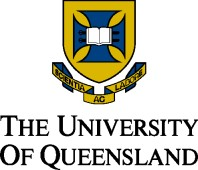 SCIENTIA
AC
LABORE
THE UNIVERSITY
OF QUEENSLAND